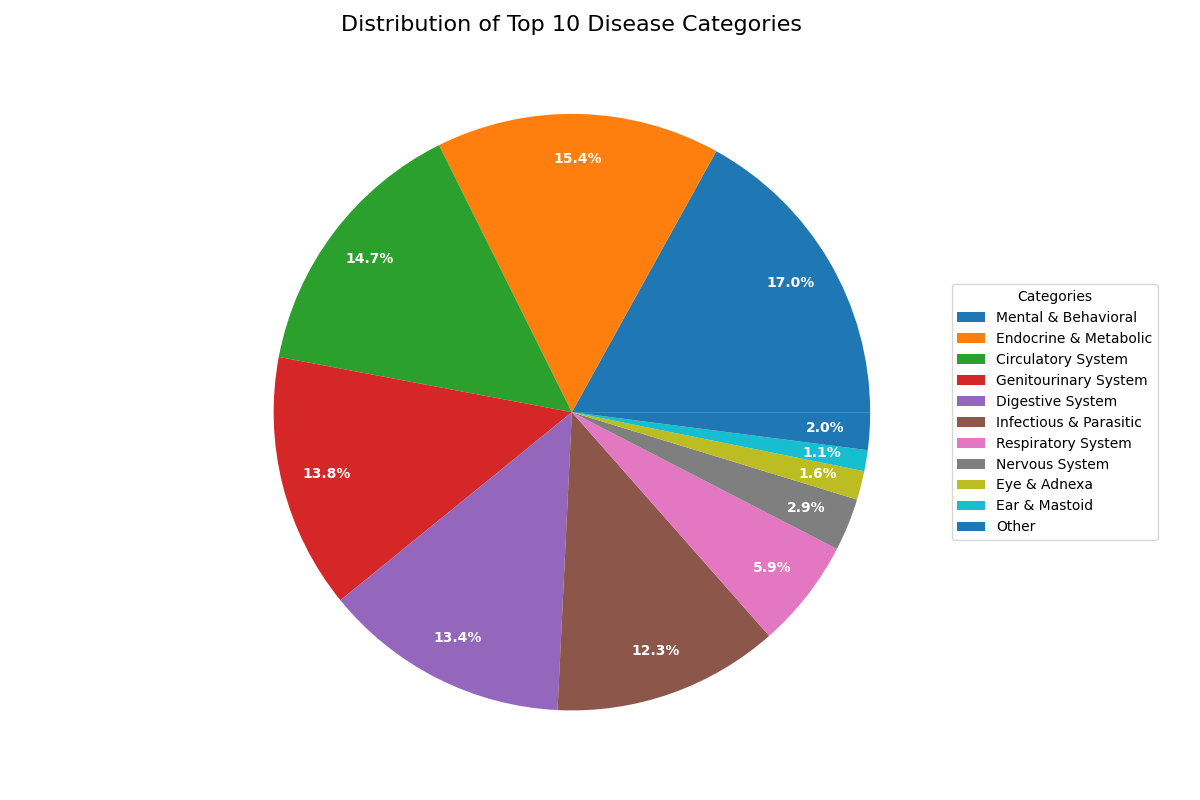 Distribution of Top 10 Disease Categories
15.4%
14.7%
17.0%
13.8%
13.4%
12.3%
5.9%
2.9%
1.6%
1.1%
2.0%
Categories
Mental & Behavioral
Endocrine & Metabolic
Circulatory System
Genitourinary System
Digestive System
Infectious & Parasitic
Respiratory System
Nervous System
Eye & Adnexa
Ear & Mastoid
Other